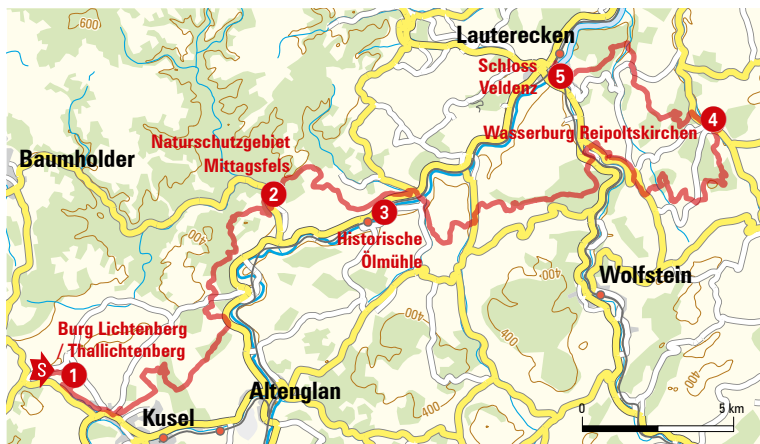 600
Lauterecken
Schloss
Veldenz
5
4
Naturschutzgebiet
Mittagsfels
Wasserburg Reipoltskirchen
Baumholder
2
3
Historische
Ölmühle
400
400
Wolfstein
Burg Lichtenberg
/ Thallichtenberg
S
1
400
400
400
Altenglan
400
Kusel
0
5 km